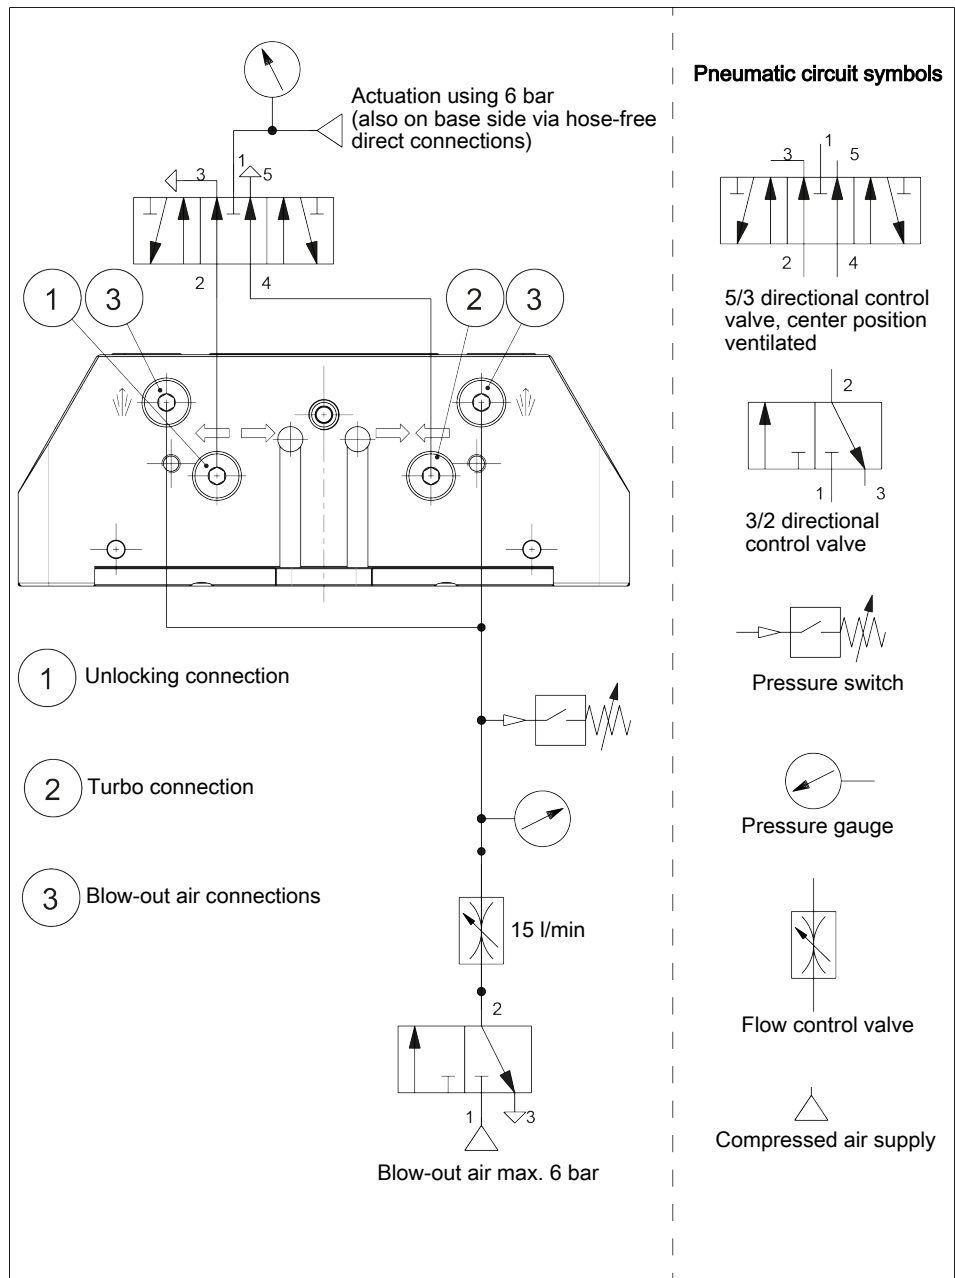 Actuation using 6 bar
(also on base side via hose-free
direct connections)
3
1
5
2
4
1
3
2
3
1 Unlocking connection
2 Turbo connection
3 Blow-out air connections
15 l/min
2
1
3
Blow-out air max. 6 bar
Pneumatic circuit symbols
3
1
5
2
4
5/3 directional control
valve, center position
ventilated
2
1
3
3/2 directional
control valve
Pressure switch
Pressure gauge
Flow control valve
Compressed air supply